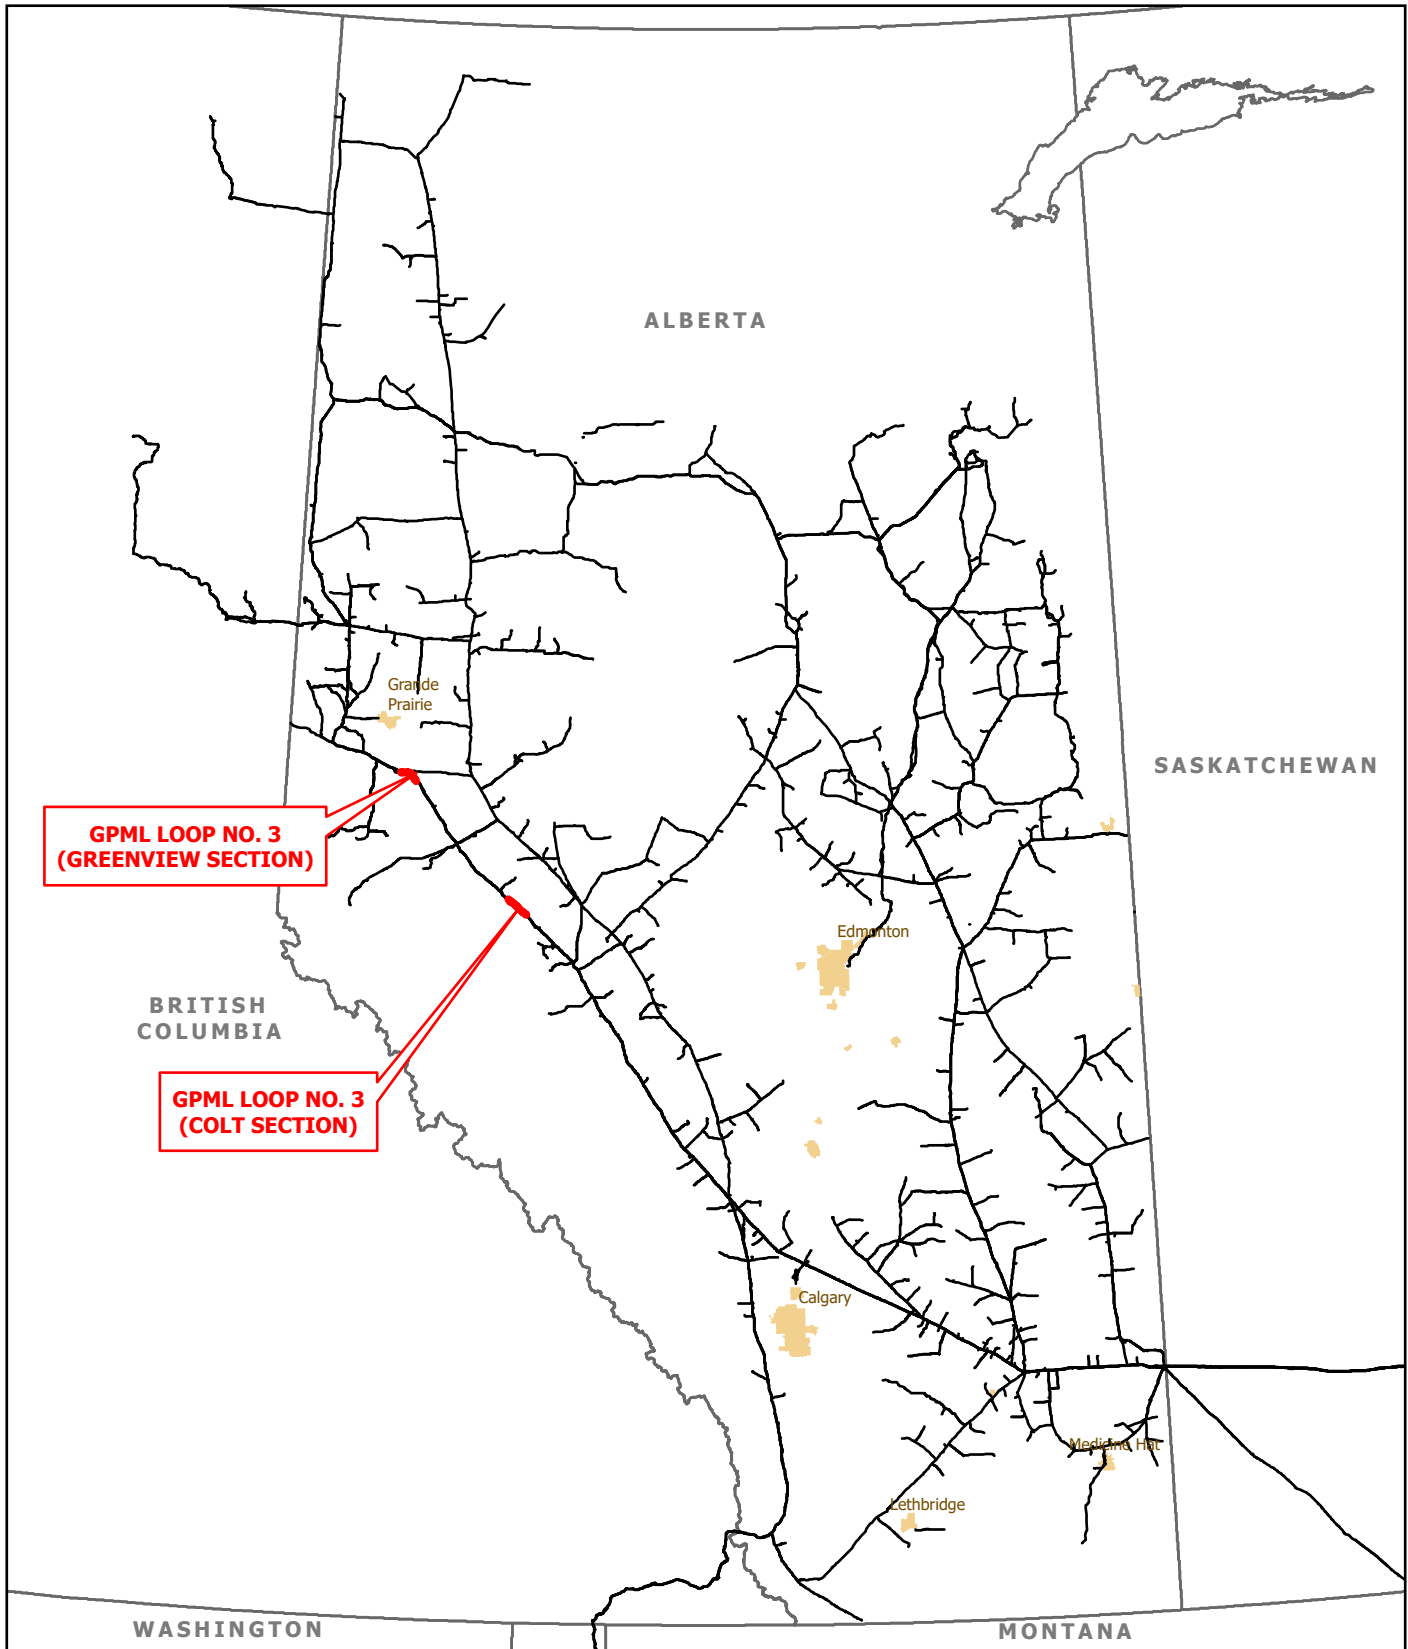 ALBERTA
Grande
Prairie
SASKATCHEWAN
GPML LOOP NO. 3
(GREENVIEW SECTION)
Edmonton
BRITISH
COLUMBIA
GPML LOOP NO. 3
(COLT SECTION)
Calgary
Medicine Hat
Lethbridge
WASHINGTON
MONTANA